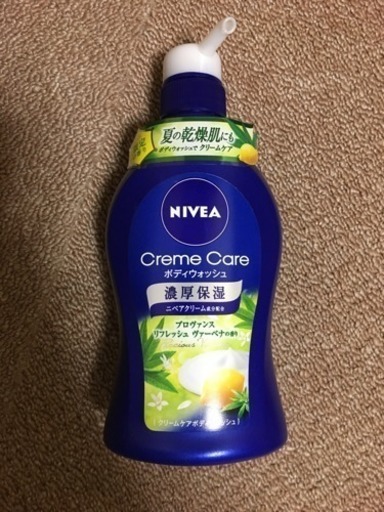 夏の乾燥肌にも
ボディウォッシュで クリームケア
NIVEA
Creme Care
ボディウォッシュ
濃厚保湿
ニベアクリーム成分配合
プロヴァンス
リフレッシュ ヴァーベナの香り
クリームケアボディウォッシュ